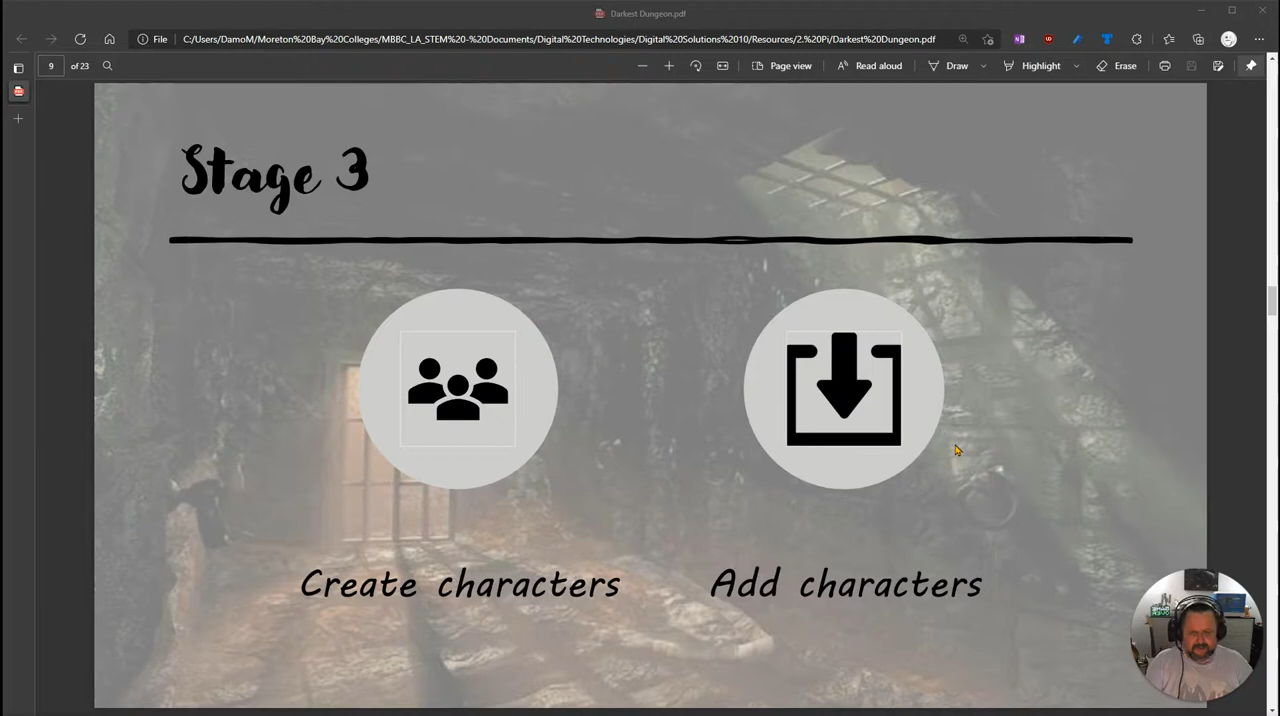 Darkest Dungeon.pdf
File C:/Users/DamoM/Moreton%20Bay%20Colleges/MBBC_LA_STEM%20-%20Documents/Digital%20Technologies/Digital%20Solutions%2010/Resources/2.%20Pi/Darkest%20Dungeon.pdf
9 of 23 Page view Read aloud Draw Highlight Erase
Stage 3
Create characters Add characters